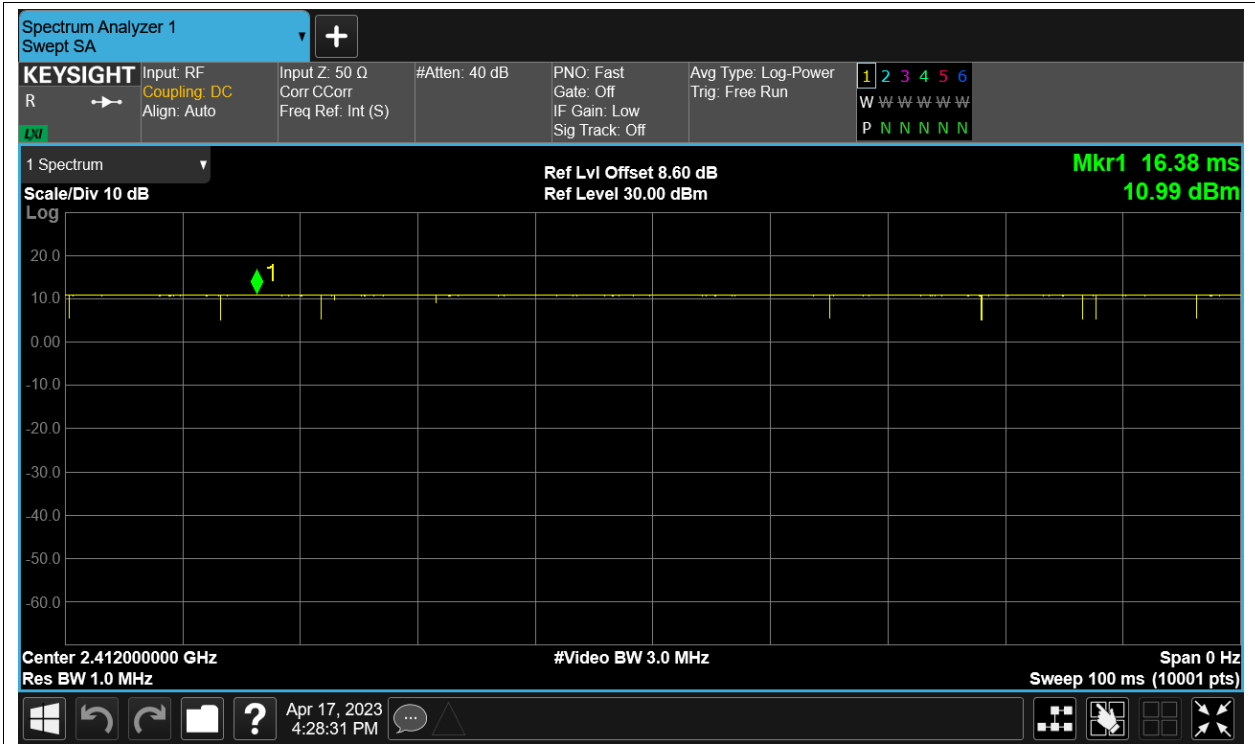 Spectrum Analyzer 1
Swept SA
KEYSIGHT
R
LXI
Input: RF
Coupling: DC
Align: Auto
Input Z: 50 Ω
Corr CCorr
Freq Ref: Int (S)
#Atten: 40 dB
PNO: Fast
Gate: Off
IF Gain: Low
Sig Track: Off
Avg Type: Log-Power
Trig: Free Run
1 2 3 4 5 6
W W W W W W
P N N N N N
1 Spectrum
Scale/Div 10 dB
Log
Ref Lvl Offset 8.60 dB
Ref Level 30.00 dBm
Mkr1 16.38 ms
10.99 dBm
1
20.0
10.0
0.00
-10.0
-20.0
-30.0
-40.0
-50.0
-60.0
Center 2.412000000 GHz
#Video BW 3.0 MHz
Span 0 Hz
Res BW 1.0 MHz
Sweep 100 ms (10001 pts)
?
Apr 17, 2023
4:28:31 PM